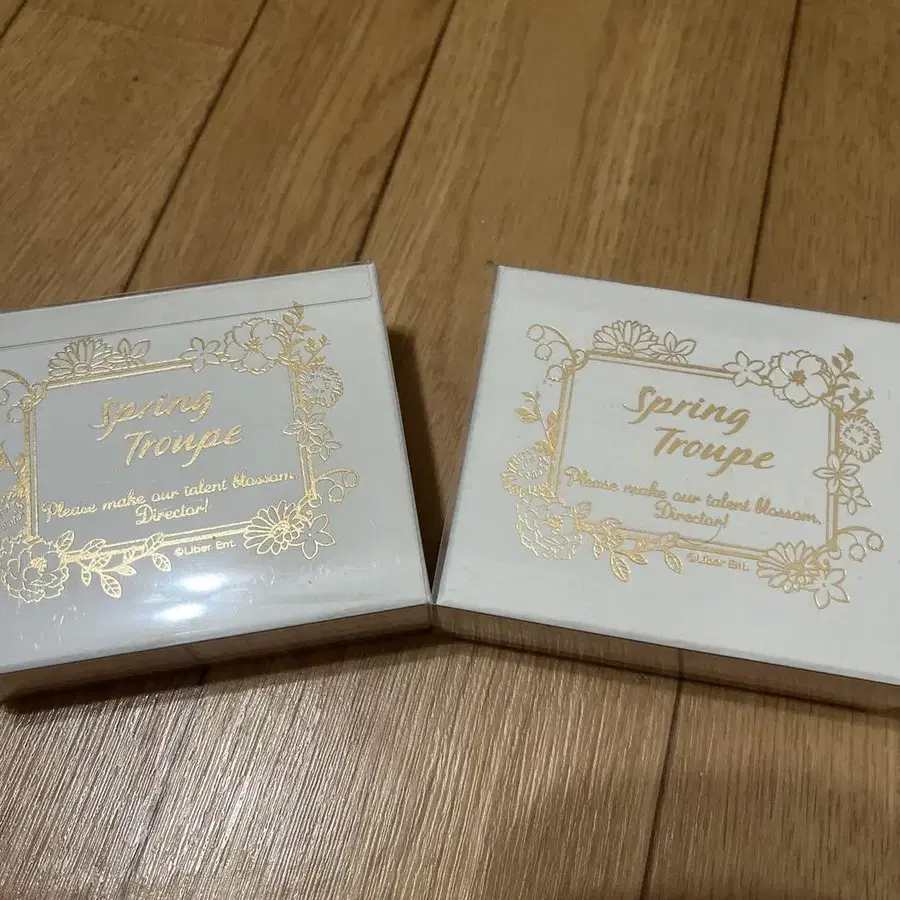 Spring
Troupe
Please make our talent blossom,
Director!
©Liber Ent.
Spring
Troupe
Please make our talent blossom,
Director!
©Liber Ent.